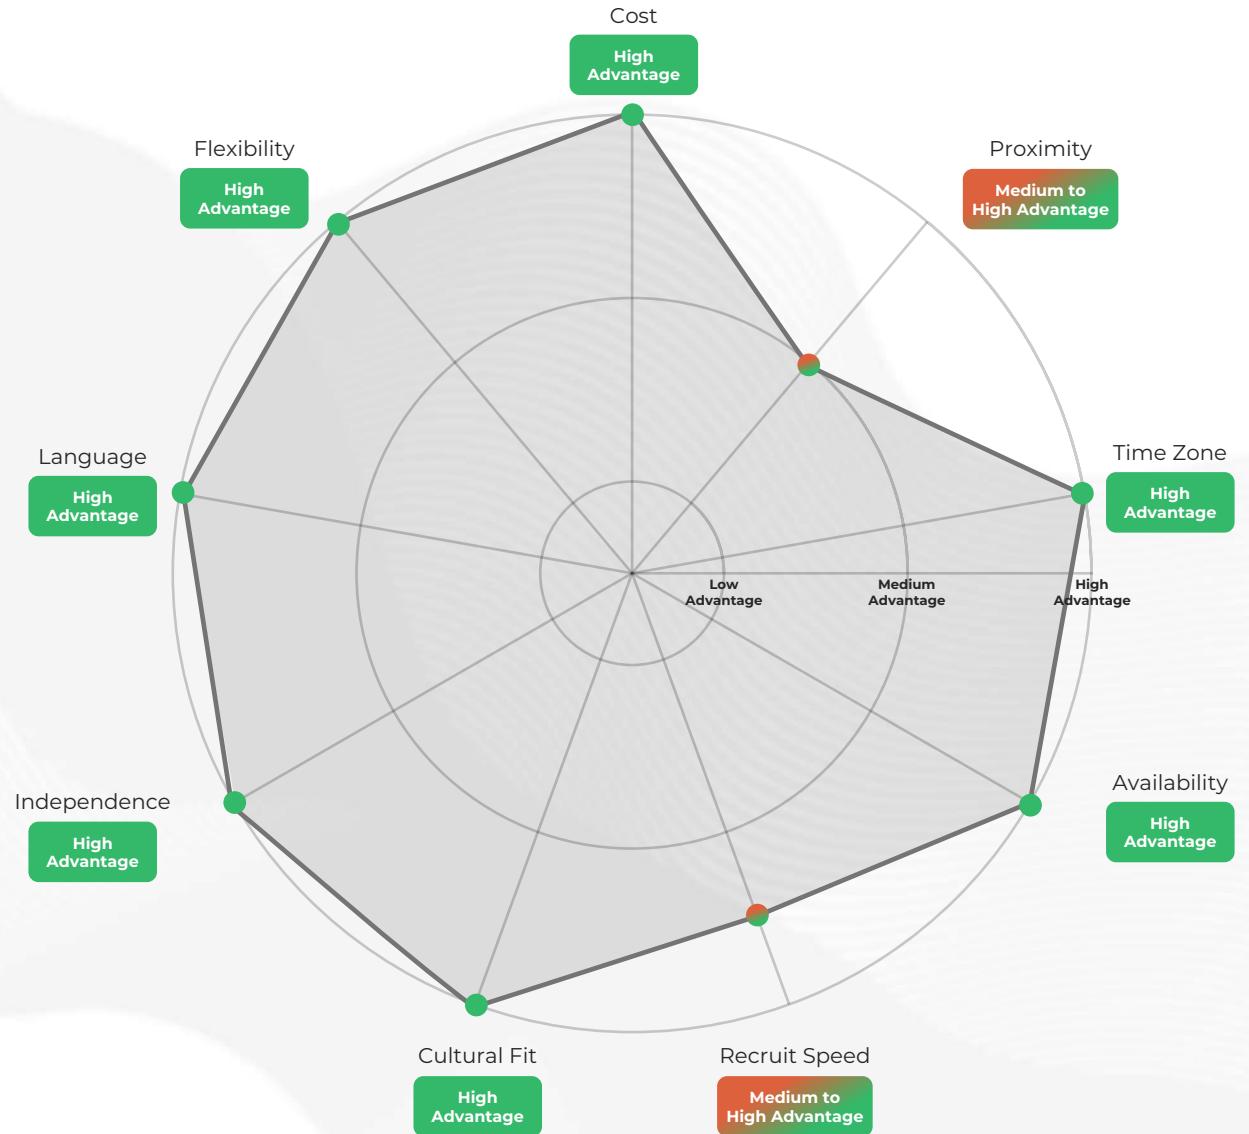 Cost
High
Advantage
Flexibility
High
Advantage
Proximity
Medium to
High Advantage
Language
High
Advantage
Time Zone
High
Advantage
Low
Advantage
Medium
Advantage
High
Advantage
Independence
High
Advantage
Availability
High
Advantage
Cultural Fit
High
Advantage
Recruit Speed
Medium to
High Advantage